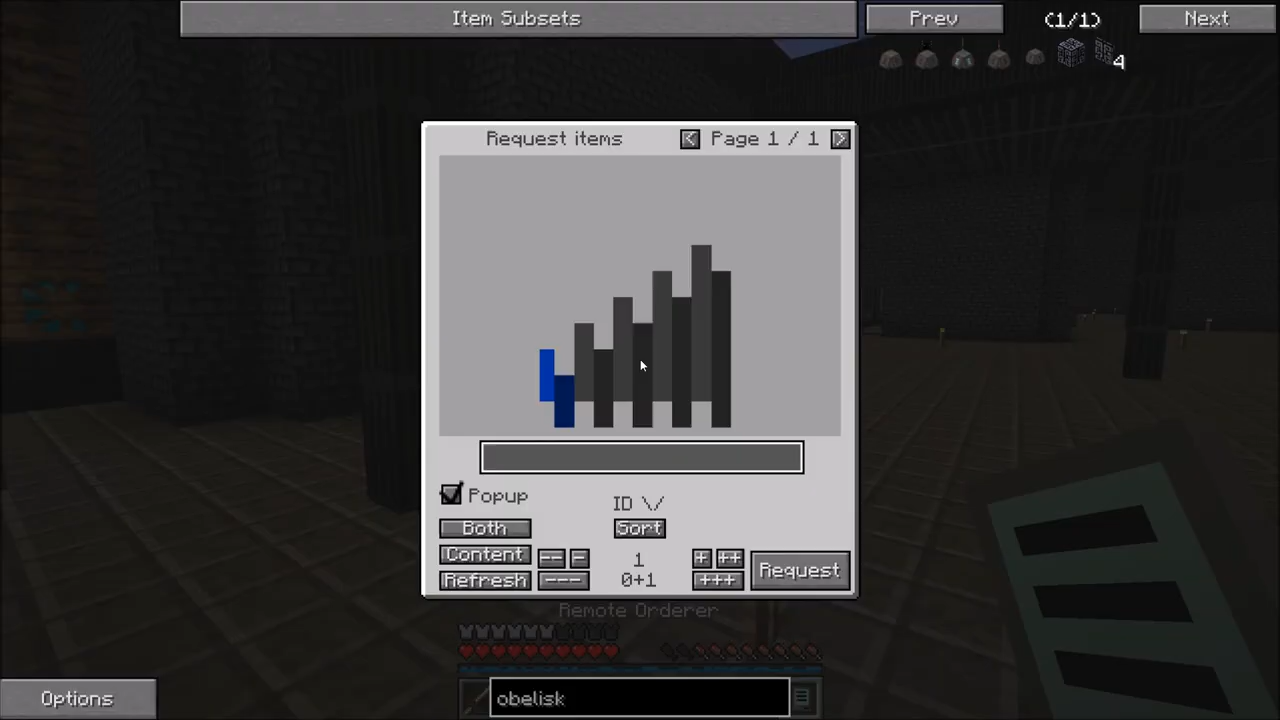 Item Subsets
Prev
(1/1)
Next
4
Request items
< Page 1 / 1 >
Popup
ID \/
Both
Sort
Content
-- -
1
+ ++
Request
Refresh
---
0+1
+++
Remote Orderer
Options
obelisk